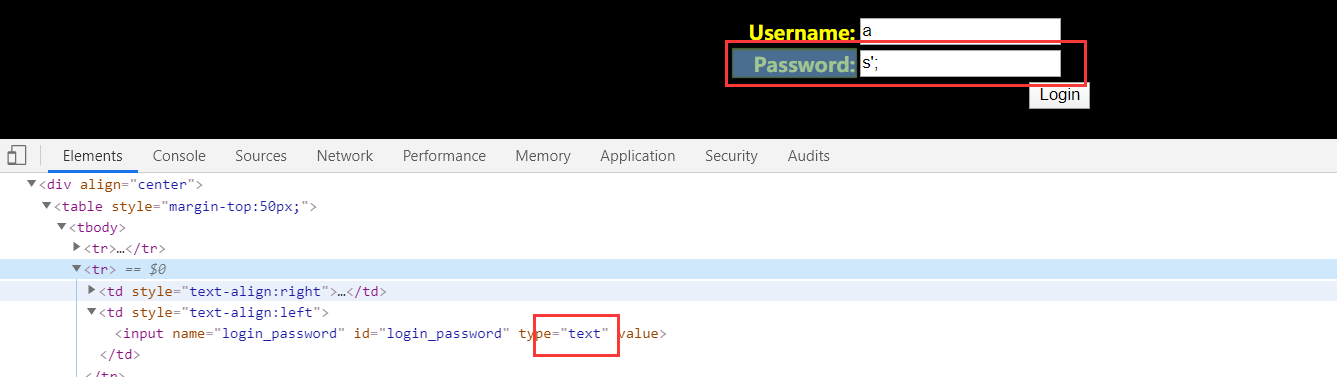 Username: a
Password: s';
Login
Elements Console Sources Network Performance Memory Application Security Audits
▼<div align="center">
▼<table style="margin-top:50px;">
▼<tbody>
▶<tr>…</tr>
▼<tr> == $0
▶<td style="text-align:right">…</td>
▼<td style="text-align:left">
<input name="login_password" id="login_password" type="text" value>
</td>
</tr>